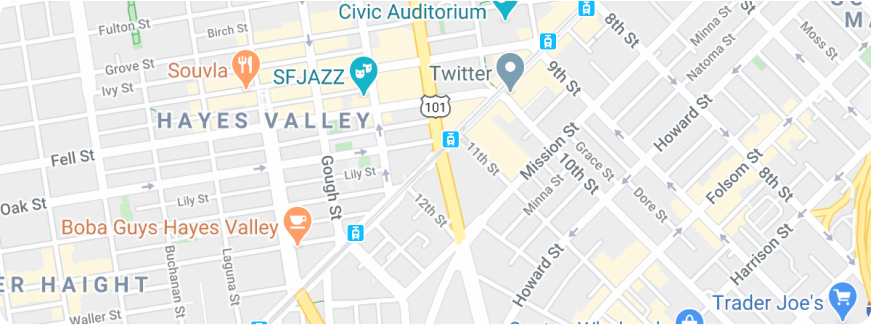 Civic Auditorium
Fulton St
Birch St
8th St
Minna St
Moss St
Grove St
Souvla
SFJAZZ
Twitter
9th St
Natoma St
Ivy St
101
HAYES VALLEY
Howard St
Fell St
11th St
Mission St
Grace St
Gough St
Lily St
10th St
Folsom St
8th St
Oak St
Lily St
12th St
Minna St
Dore St
Boba Guys Hayes Valley
Harrison St
Buchanan St
Laguna St
Howard St
ER HAIGHT
Trader Joe's
Waller St